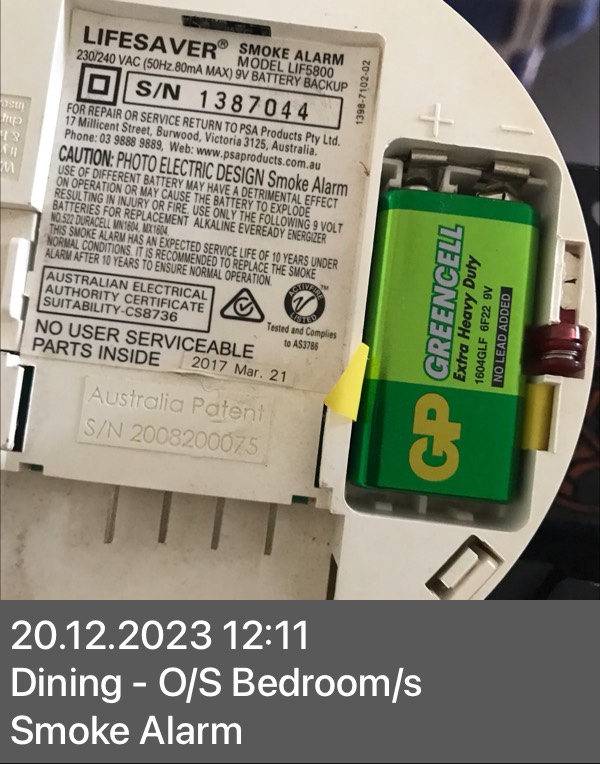 LIFESAVER® SMOKE ALARM
MODEL LIF5800
230/240 VAC (50Hz.80mA MAX) 9V BATTERY BACKUP
S/N 1387044
1398-7102-02
FOR REPAIR OR SERVICE RETURN TO PSA Products Pty Ltd.
17 Millicent Street, Burwood, Victoria 3125, Australia.
Phone: 03 9888 9889, Web: www.psaproducts.com.au
CAUTION: PHOTO ELECTRIC DESIGN Smoke Alarm
USE OF DIFFERENT BATTERY MAY HAVE A DETRIMENTAL EFFECT
ON OPERATION OR MAY CAUSE THE BATTERY TO EXPLODE
RESULTING IN INJURY OR FIRE. USE ONLY THE FOLLOWING 9 VOLT
BATTERIES FOR REPLACEMENT ALKALINE EVEREADY ENERGIZER
NO.522 DURACELL MN1604, MX1604.
THIS SMOKE ALARM HAS AN EXPECTED SERVICE LIFE OF 10 YEARS UNDER
NORMAL CONDITIONS. IT IS RECOMMENDED TO REPLACE THE SMOKE
ALARM AFTER 10 YEARS TO ENSURE NORMAL OPERATION.
AUSTRALIAN ELECTRICAL
AUTHORITY CERTIFICATE
SUITABILITY-CS8736
ACTIVFIRE
LISTED
TM
Tested and Complies
to AS3786
NO USER SERVICEABLE
PARTS INSIDE
2017 Mar. 21
Australia Patent
S/N 2008200075
+ −
GP
GREENCELL
Extra Heavy Duty
1604GLF 6F22 9V
NO LEAD ADDED
20.12.2023 12:11
Dining - O/S Bedroom/s
Smoke Alarm